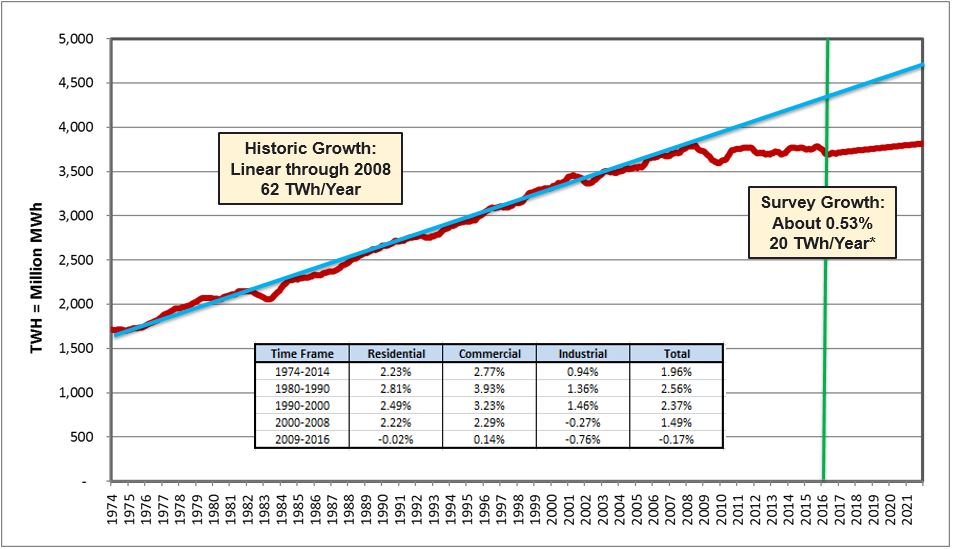 5,000
4,500
4,000
3,500
3,000
2,500
2,000
1,500
1,000
500
-
TWH = Million MWh
Historic Growth:
Linear through 2008
62 TWh/Year
Survey Growth:
About 0.53%
20 TWh/Year*
Time Frame Residential Commercial Industrial Total
1974-2014 2.23% 2.77% 0.94% 1.96%
1980-1990 2.81% 3.93% 1.36% 2.56%
1990-2000 2.49% 3.23% 1.46% 2.37%
2000-2008 2.22% 2.29% -0.27% 1.49%
2009-2016 -0.02% 0.14% -0.76% -0.17%
1974 1975 1976 1977 1978 1979 1980 1981 1982 1983 1984 1985 1986 1987 1988 1989 1990 1991 1992 1993 1994 1995 1996 1997 1998 1999 2000 2001 2002 2003 2004 2005 2006 2007 2008 2009 2010 2011 2012 2013 2014 2015 2016 2017 2018 2019 2020 2021